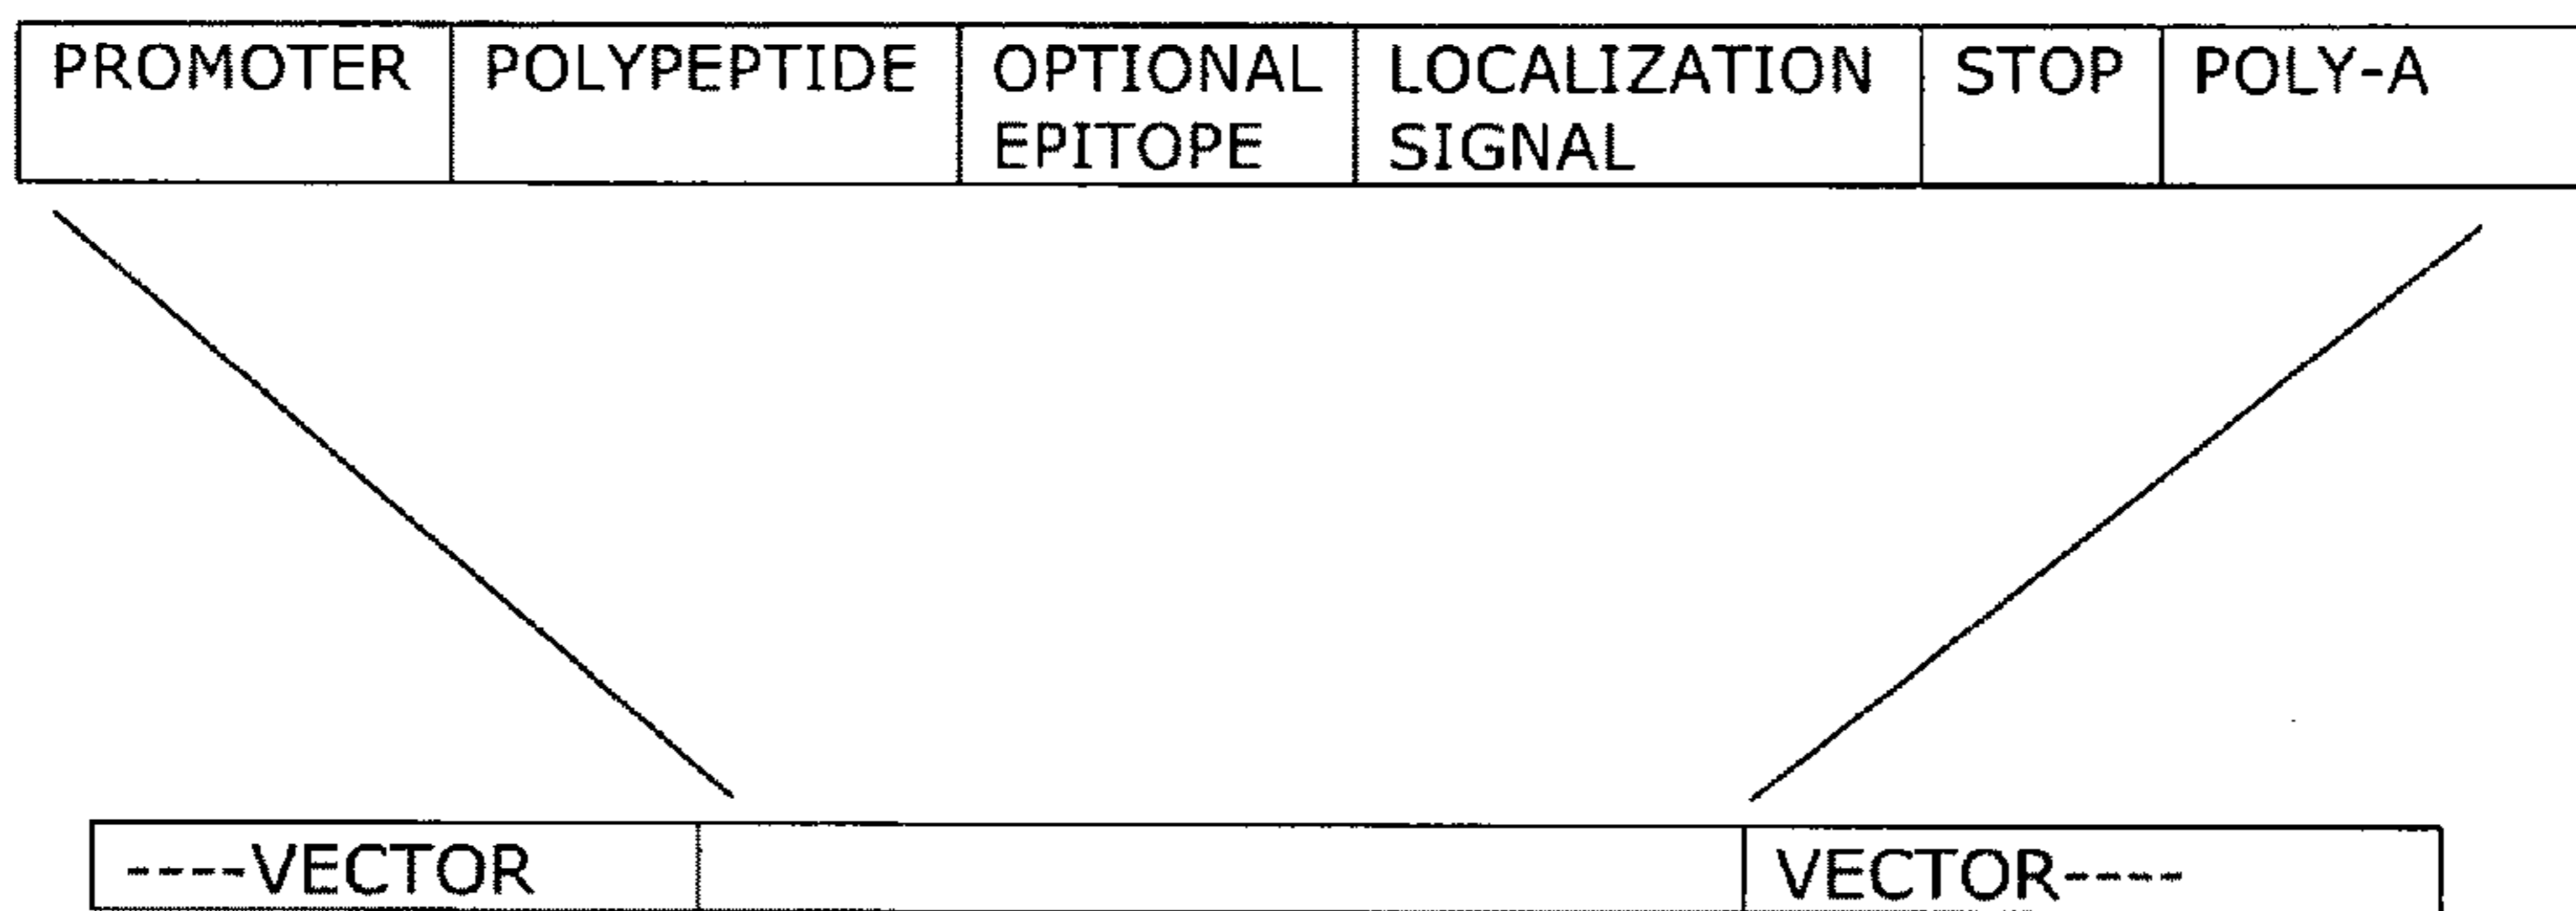 PROMOTER POLYPEPTIDE OPTIONAL EPITOPE LOCALIZATION SIGNAL STOP POLY-A
----VECTOR VECTOR----